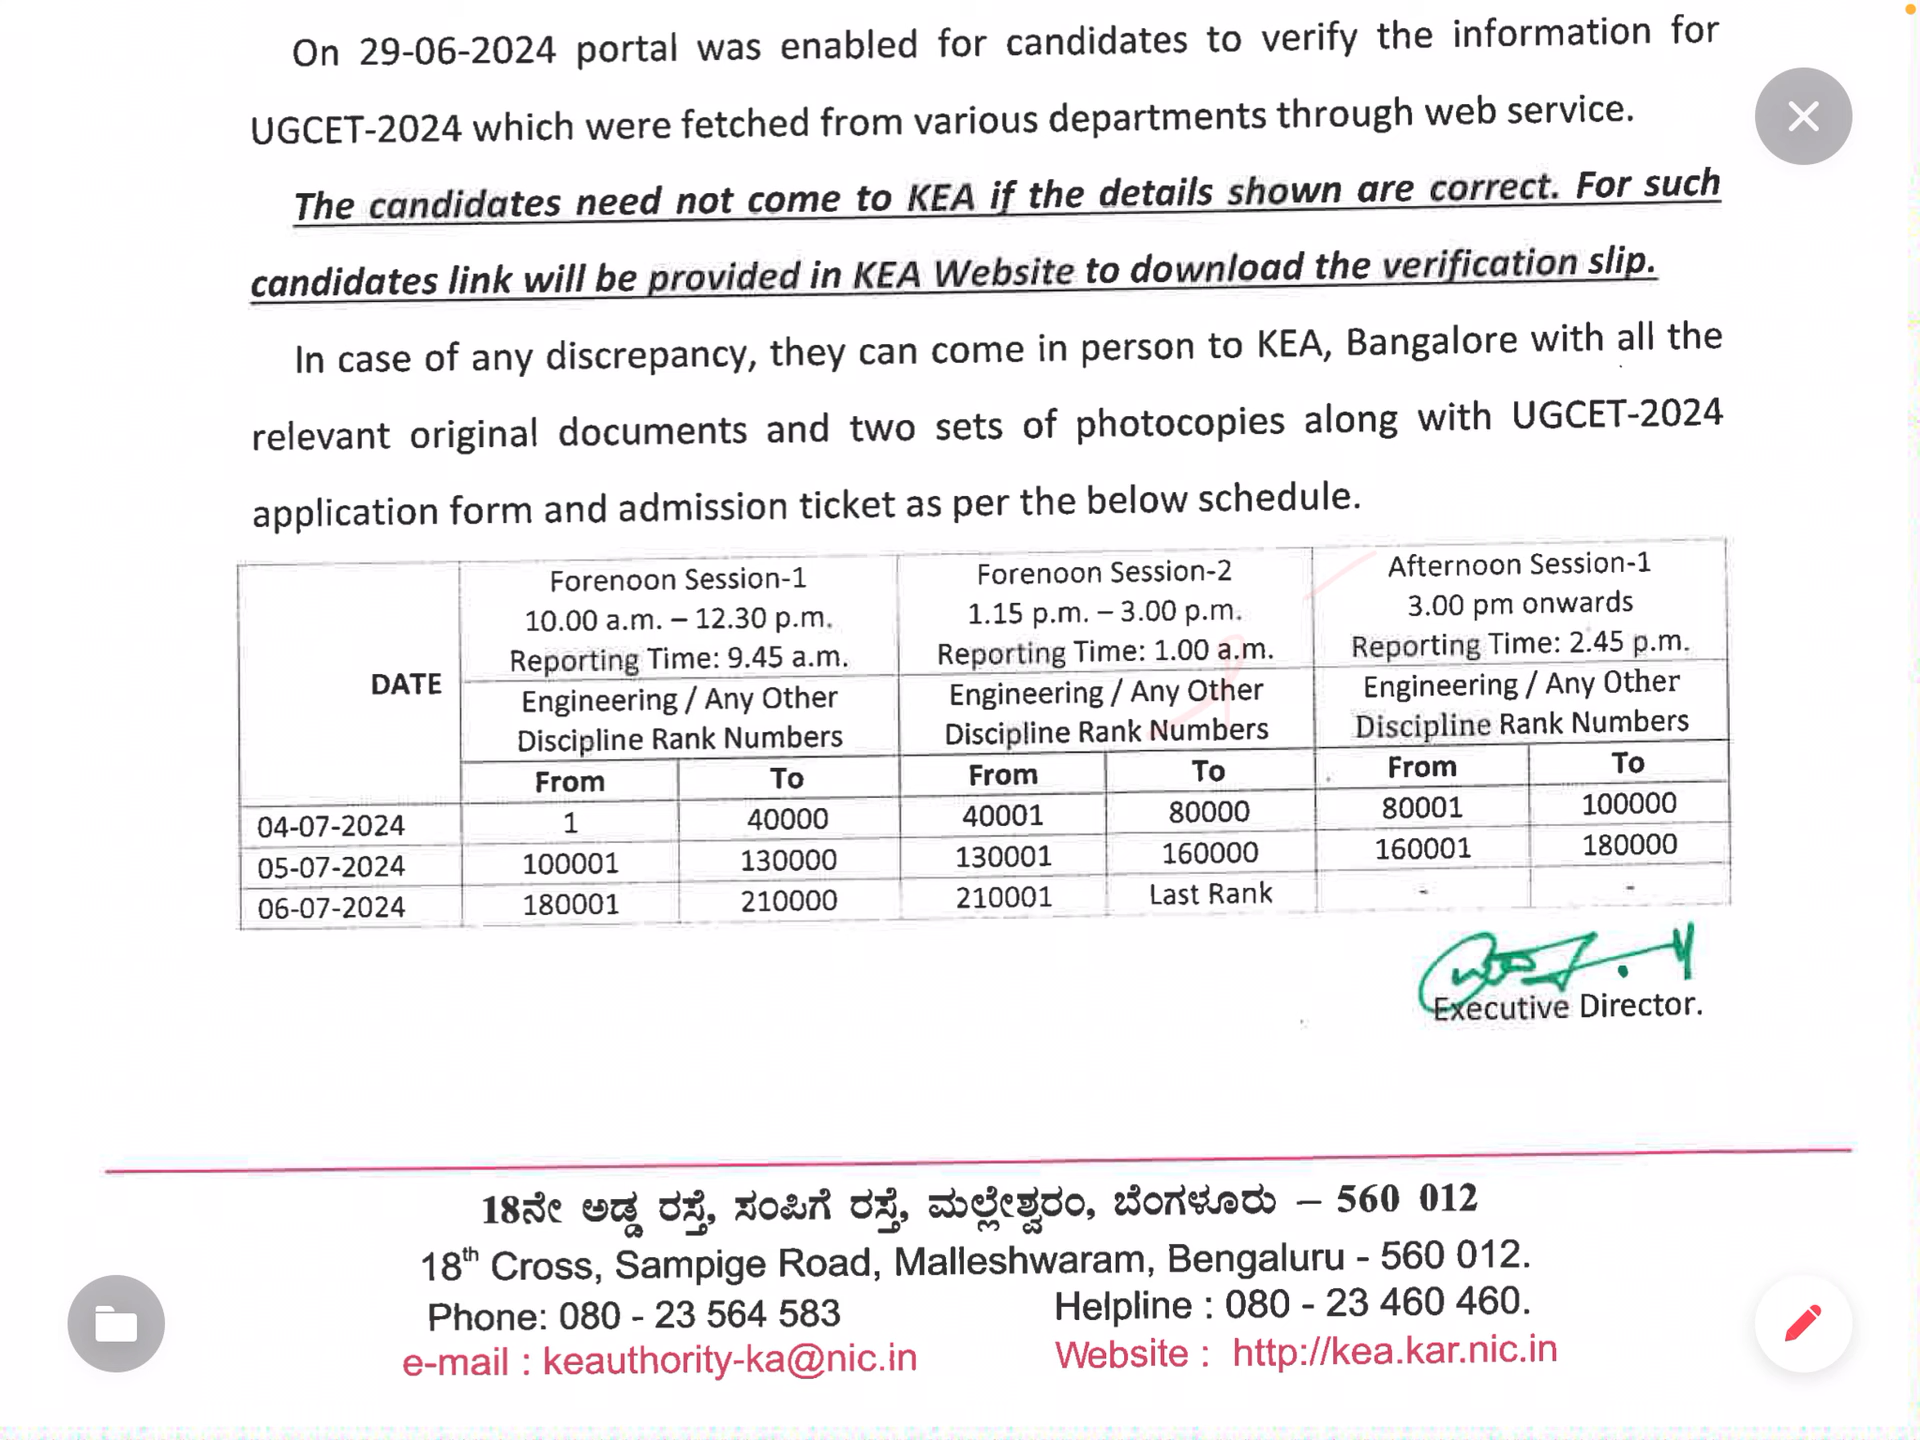 On 29-06-2024 portal was enabled for candidates to verify the information for
UGCET-2024 which were fetched from various departments through web service.
The candidates need not come to KEA if the details shown are correct. For such
candidates link will be provided in KEA Website to download the verification slip.
In case of any discrepancy, they can come in person to KEA, Bangalore with all the
relevant original documents and two sets of photocopies along with UGCET-2024
application form and admission ticket as per the below schedule.
DATE
Forenoon Session-1
10.00 a.m. – 12.30 p.m.
Reporting Time: 9.45 a.m.
Forenoon Session-2
1.15 p.m. – 3.00 p.m.
Reporting Time: 1.00 a.m.
Afternoon Session-1
3.00 pm onwards
Reporting Time: 2.45 p.m.
Engineering / Any Other
Discipline Rank Numbers
Engineering / Any Other
Discipline Rank Numbers
Engineering / Any Other
Discipline Rank Numbers
From To From To From To
04-07-2024 1 40000 40001 80000 80001 100000
05-07-2024 100001 130000 130001 160000 160001 180000
06-07-2024 180001 210000 210001 Last Rank - -
Executive Director.
18ನೇ ಅಡ್ಡ ರಸ್ತೆ, ಸಂಪಿಗೆ ರಸ್ತೆ, ಮಲ್ಲೇಶ್ವರಂ, ಬೆಂಗಳೂರು – 560 012
18th Cross, Sampige Road, Malleshwaram, Bengaluru - 560 012.
Phone: 080 - 23 564 583 Helpline : 080 - 23 460 460.
e-mail : keauthority-ka@nic.in Website : http://kea.kar.nic.in